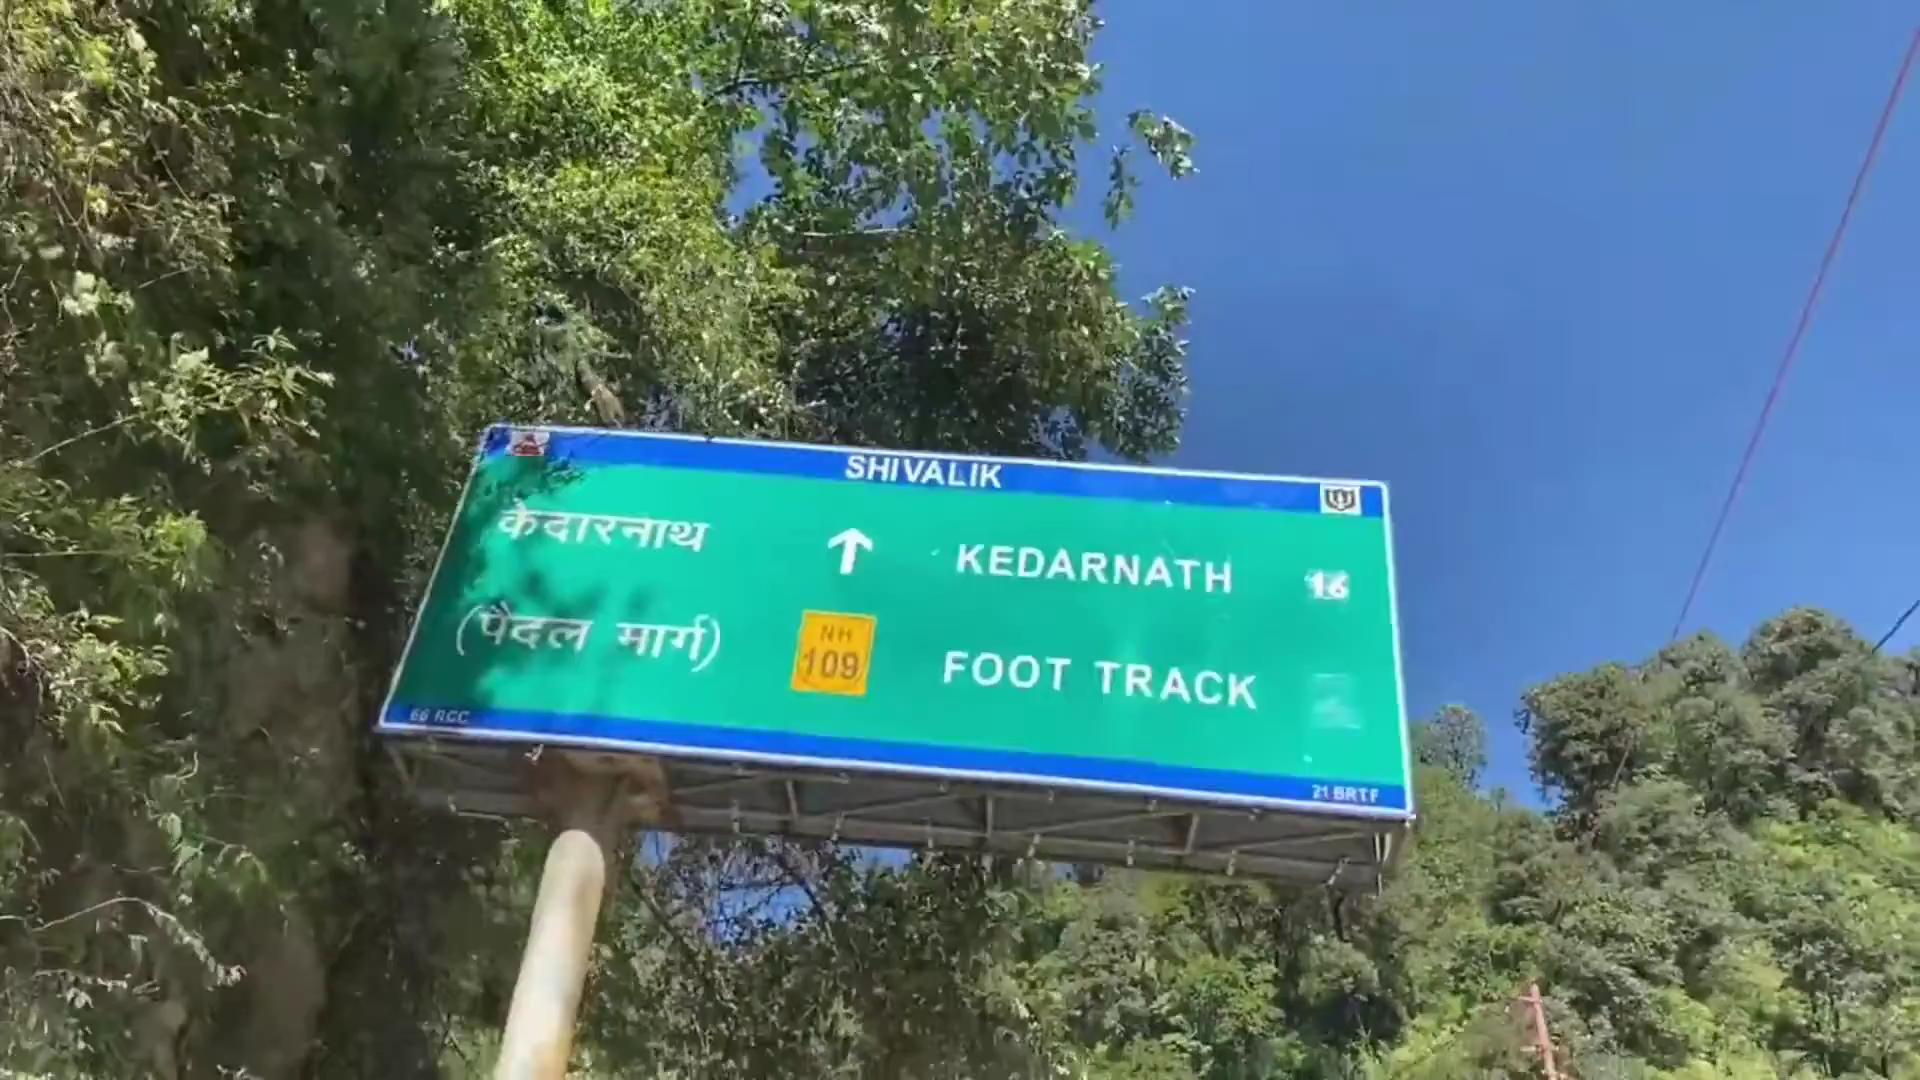 SHIVALIK
केदारनाथ ↑ KEDARNATH 16
(पैदल मार्ग) NH 109 FOOT TRACK
66 RCC 21 BRTF